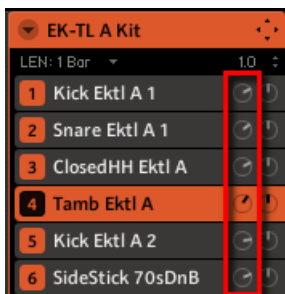 EK-TL A Kit
LEN: 1 Bar 1.0
1 Kick Ektl A 1
2 Snare Ektl A 1
3 ClosedHH Ektl A
4 Tamb Ektl A
5 Kick Ektl A 2
6 SideStick 70sDnB